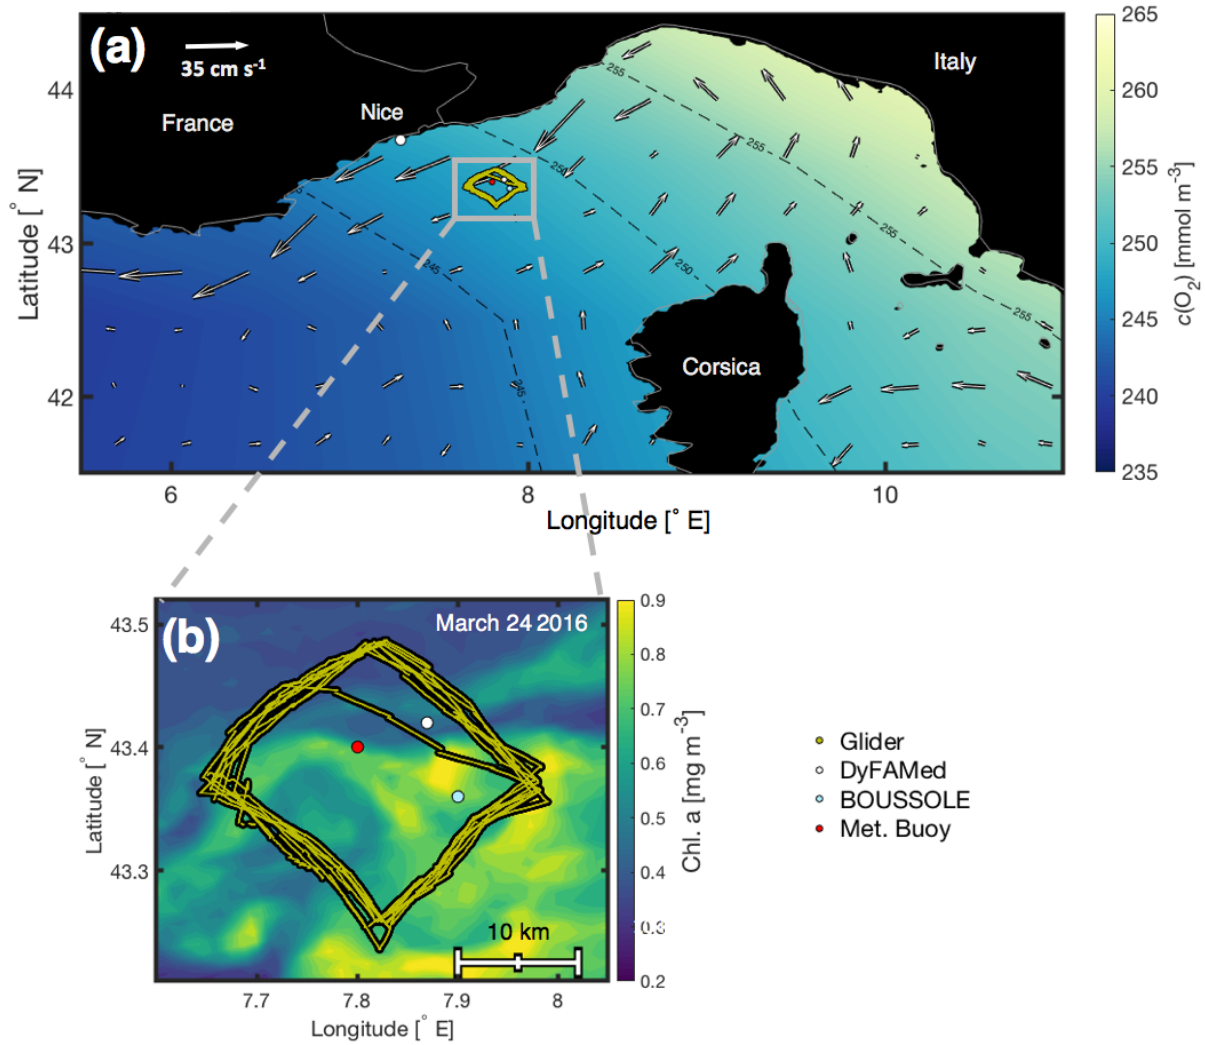 (a)
35 cm s⁻¹
France
Nice
Italy
Corsica
255
255
255
255
250
250
245
245
44
43
42
Latitude [° N]
6
8
10
Longitude [° E]
265
260
255
250
245
240
235
c(O₂) [mmol m⁻³]
(b)
March 24 2016
43.5
43.4
43.3
Latitude [° N]
10 km
7.7
7.8
7.9
8
Longitude [° E]
0.9
0.8
0.7
0.6
0.5
0.4
0.3
0.2
Chl. a [mg m⁻³]
Glider
DyFAMed
BOUSSOLE
Met. Buoy